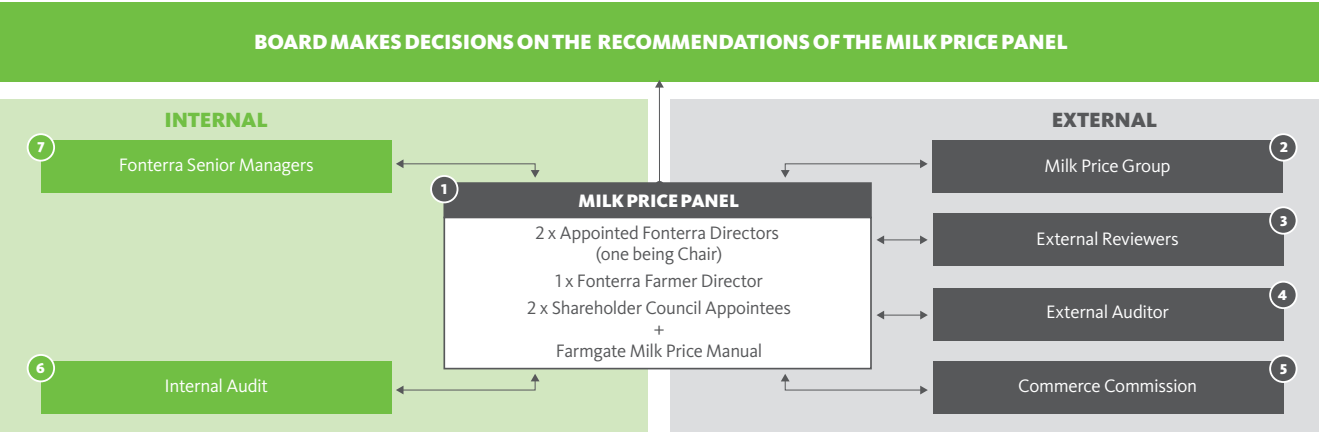 BOARD MAKES DECISIONS ON THE RECOMMENDATIONS OF THE MILK PRICE PANEL
INTERNAL
7
Fonterra Senior Managers
6
Internal Audit
1
MILK PRICE PANEL
2 x Appointed Fonterra Directors
(one being Chair)
1 x Fonterra Farmer Director
2 x Shareholder Council Appointees
+
Farmgate Milk Price Manual
EXTERNAL
2
Milk Price Group
3
External Reviewers
4
External Auditor
5
Commerce Commission